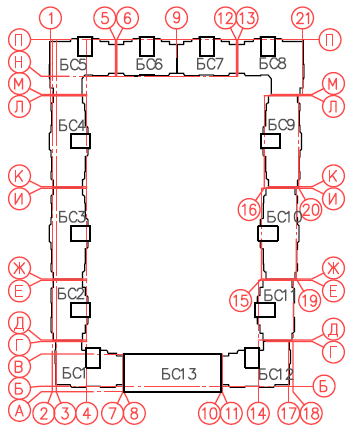 1 5 6 9 12 13 21
П П
Н БС5 БС6 БС7 БС8
М М
Л Л
БС4 БС9
К К
И И
16 20
БС3 БС10
Ж Ж
Е Е
15 19
БС2 БС11
Д Д
Г Г
В БС1 БС13 БС12
Б Б
А
2 3 4 7 8 10 11 14 17 18